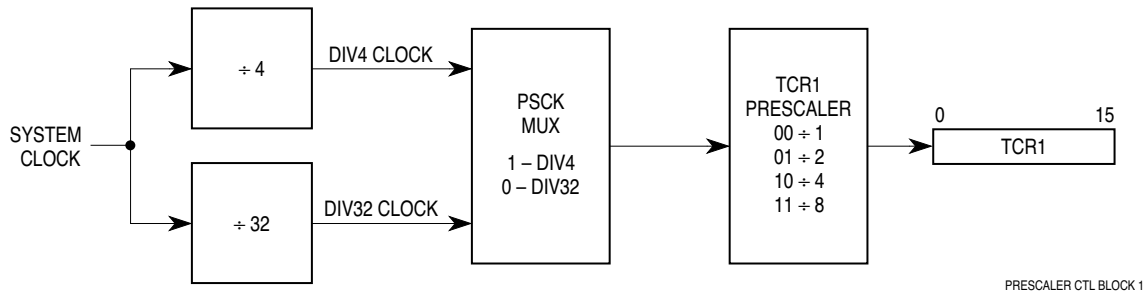 SYSTEM
CLOCK
÷ 4
DIV4 CLOCK
÷ 32
DIV32 CLOCK
PSCK
MUX
1 – DIV4
0 – DIV32
TCR1
PRESCALER
00 ÷ 1
01 ÷ 2
10 ÷ 4
11 ÷ 8
0 15
TCR1
PRESCALER CTL BLOCK 1